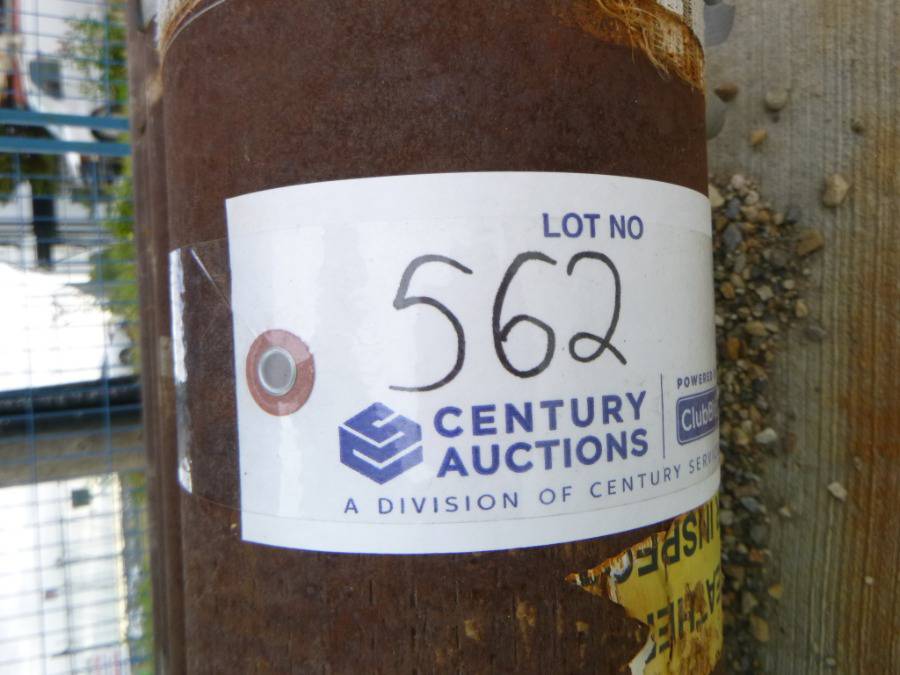 LOT NO
562
CENTURY
AUCTIONS
POWERED
A DIVISION OF CENTURY